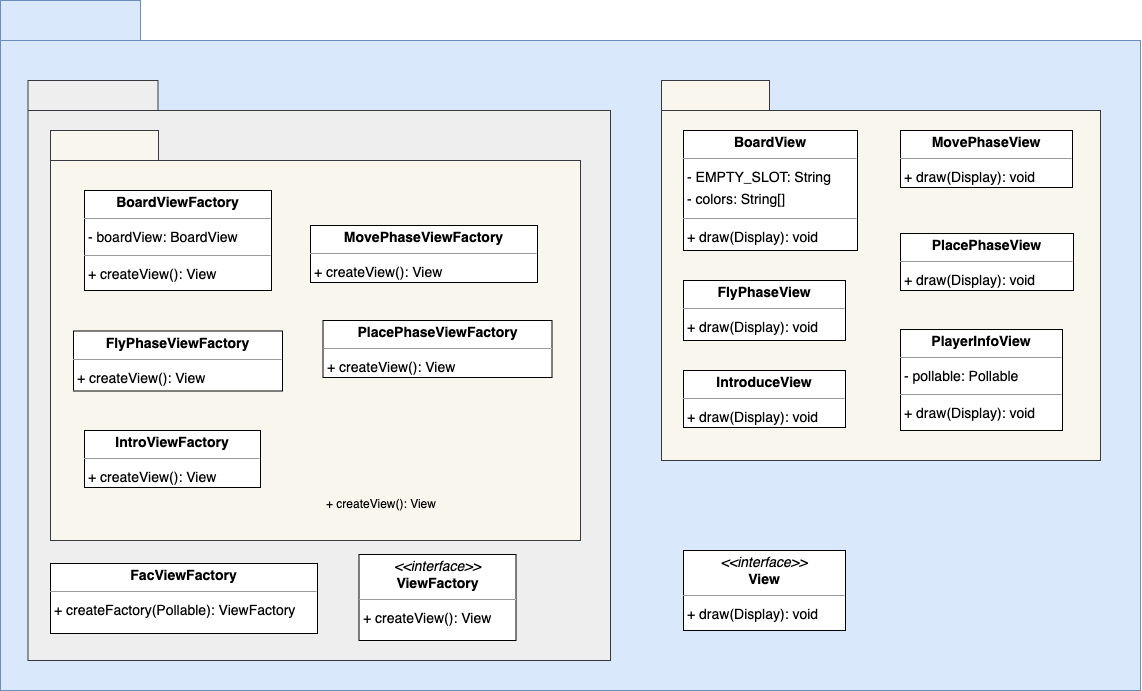 BoardViewFactory
- boardView: BoardView
+ createView(): View
MovePhaseViewFactory
+ createView(): View
FlyPhaseViewFactory
+ createView(): View
PlacePhaseViewFactory
+ createView(): View
IntroViewFactory
+ createView(): View
+ createView(): View
FacViewFactory
+ createFactory(Pollable): ViewFactory
<<interface>>
ViewFactory
+ createView(): View
BoardView
- EMPTY_SLOT: String
- colors: String[]
+ draw(Display): void
MovePhaseView
+ draw(Display): void
PlacePhaseView
+ draw(Display): void
FlyPhaseView
+ draw(Display): void
PlayerInfoView
- pollable: Pollable
+ draw(Display): void
IntroduceView
+ draw(Display): void
<<interface>>
View
+ draw(Display): void